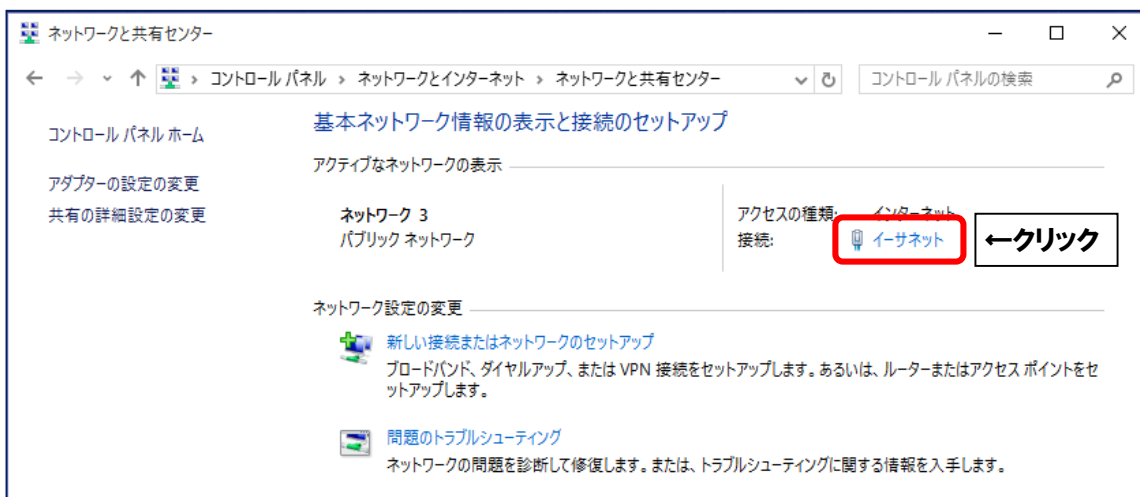 ネットワークと共有センター
コントロール パネル › ネットワークとインターネット › ネットワークと共有センター
コントロール パネルの検索
コントロール パネル ホーム
アダプターの設定の変更
共有の詳細設定の変更
基本ネットワーク情報の表示と接続のセットアップ
アクティブなネットワークの表示
ネットワーク 3
パブリック ネットワーク
アクセスの種類: インターネット
接続: イーサネット
←クリック
ネットワーク設定の変更
新しい接続またはネットワークのセットアップ
ブロードバンド、ダイヤルアップ、または VPN 接続をセットアップします。あるいは、ルーターまたはアクセス ポイントをセ
ットアップします。
問題のトラブルシューティング
ネットワークの問題を診断して修復します。または、トラブルシューティングに関する情報を入手します。